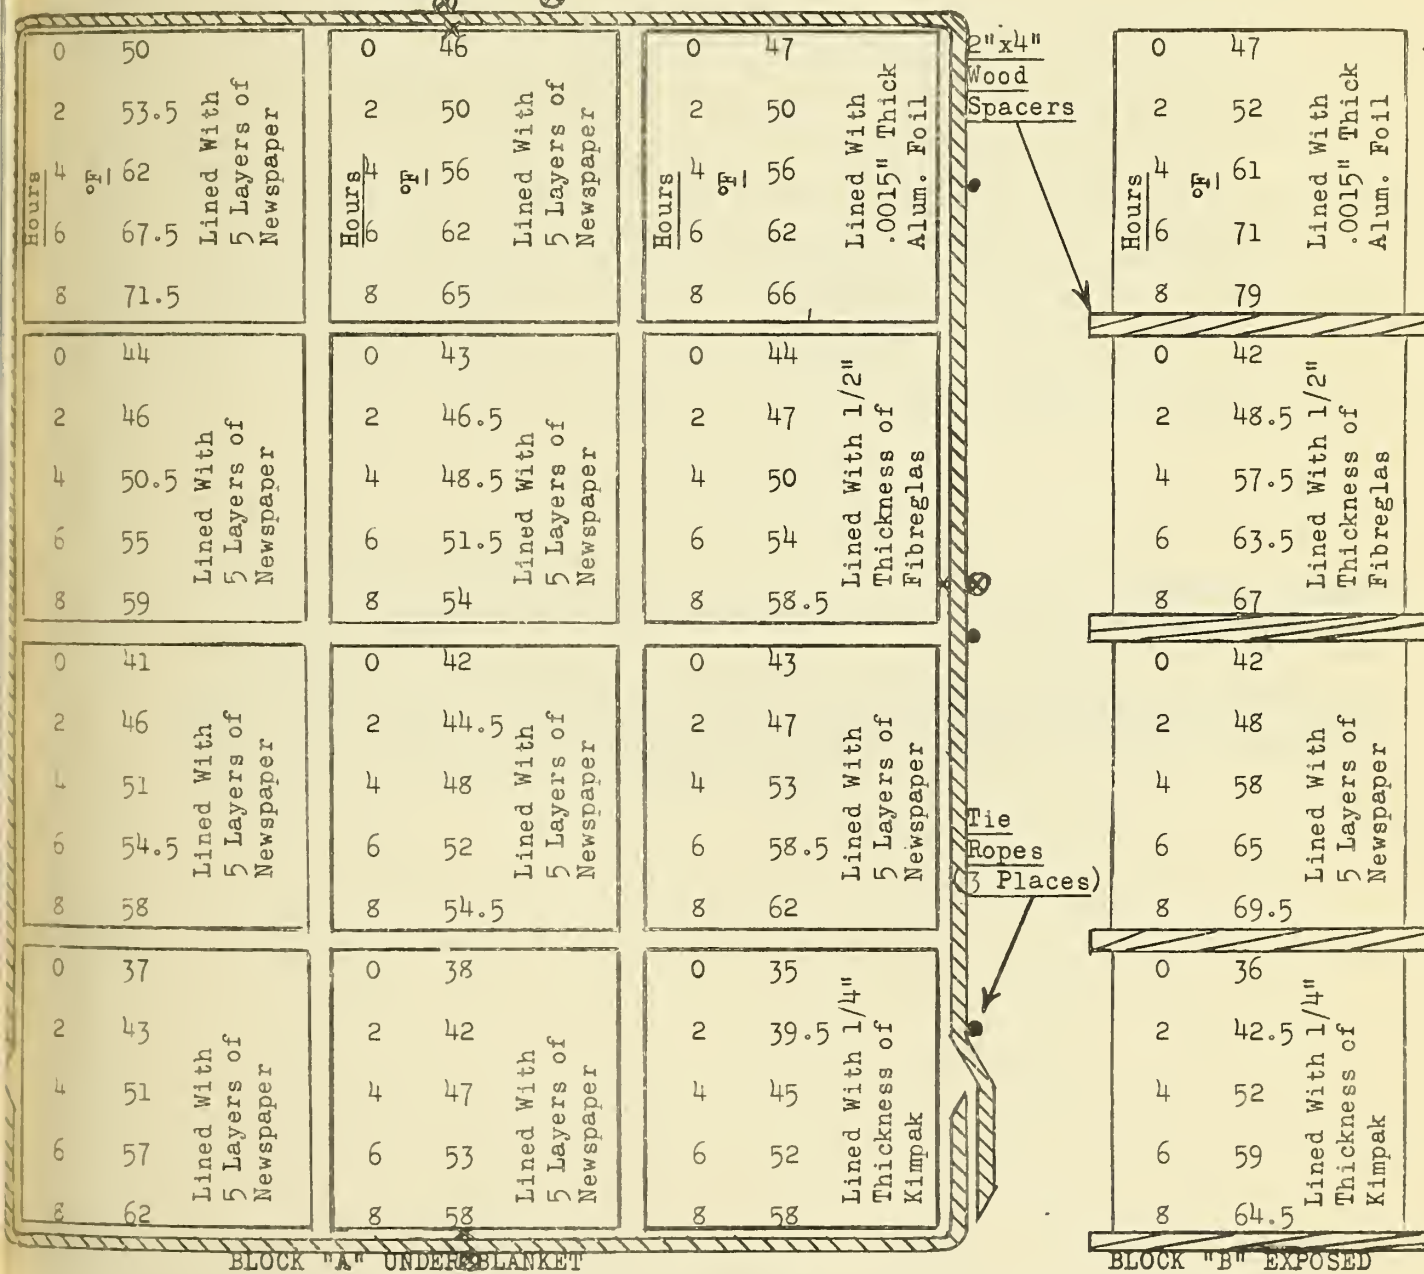 0 50
2 53.5
4 62
6 67.5
8 71.5
Hours
°F
Lined With
5 Layers of
Newspaper
0 46
2 50
4 56
6 62
8 65
Hours
°F
Lined With
5 Layers of
Newspaper
0 47
2 50
4 56
6 62
8 66
Hours
°F
Lined With
.0015" Thick
Alum. Foil
2"x4"
Wood
Spacers
0 47
2 52
4 61
6 71
8 79
Hours
°F
Lined With
.0015" Thick
Alum. Foil
0 44
2 46
4 50.5
6 55
8 59
Lined With
5 Layers of
Newspaper
0 43
2 46.5
4 48.5
6 51.5
8 54
Lined With
5 Layers of
Newspaper
0 44
2 47
4 50
6 54
8 58.5
Lined With 1/2"
Thickness of
Fibreglas
0 42
2 48.5
4 57.5
6 63.5
8 67
Lined With 1/2"
Thickness of
Fibreglas
0 41
2 46
4 51
6 54.5
8 58
Lined With
5 Layers of
Newspaper
0 42
2 44.5
4 48
6 52
8 54.5
Lined With
5 Layers of
Newspaper
0 43
2 47
4 53
6 58.5
8 62
Lined With
5 Layers of
Newspaper
Tie
Ropes
(3 Places)
0 42
2 48
4 58
6 65
8 69.5
Lined With
5 Layers of
Newspaper
0 37
2 43
4 51
6 57
8 62
Lined With
5 Layers of
Newspaper
0 38
2 42
4 47
6 53
8 58
Lined With
5 Layers of
Newspaper
0 35
2 39.5
4 45
6 52
8 58
Lined With 1/4"
Thickness of
Kimpak
0 36
2 42.5
4 52
6 59
8 64.5
Lined With 1/4"
Thickness of
Kimpak
BLOCK "A" UNDER BLANKET
BLOCK "B" EXPOSED